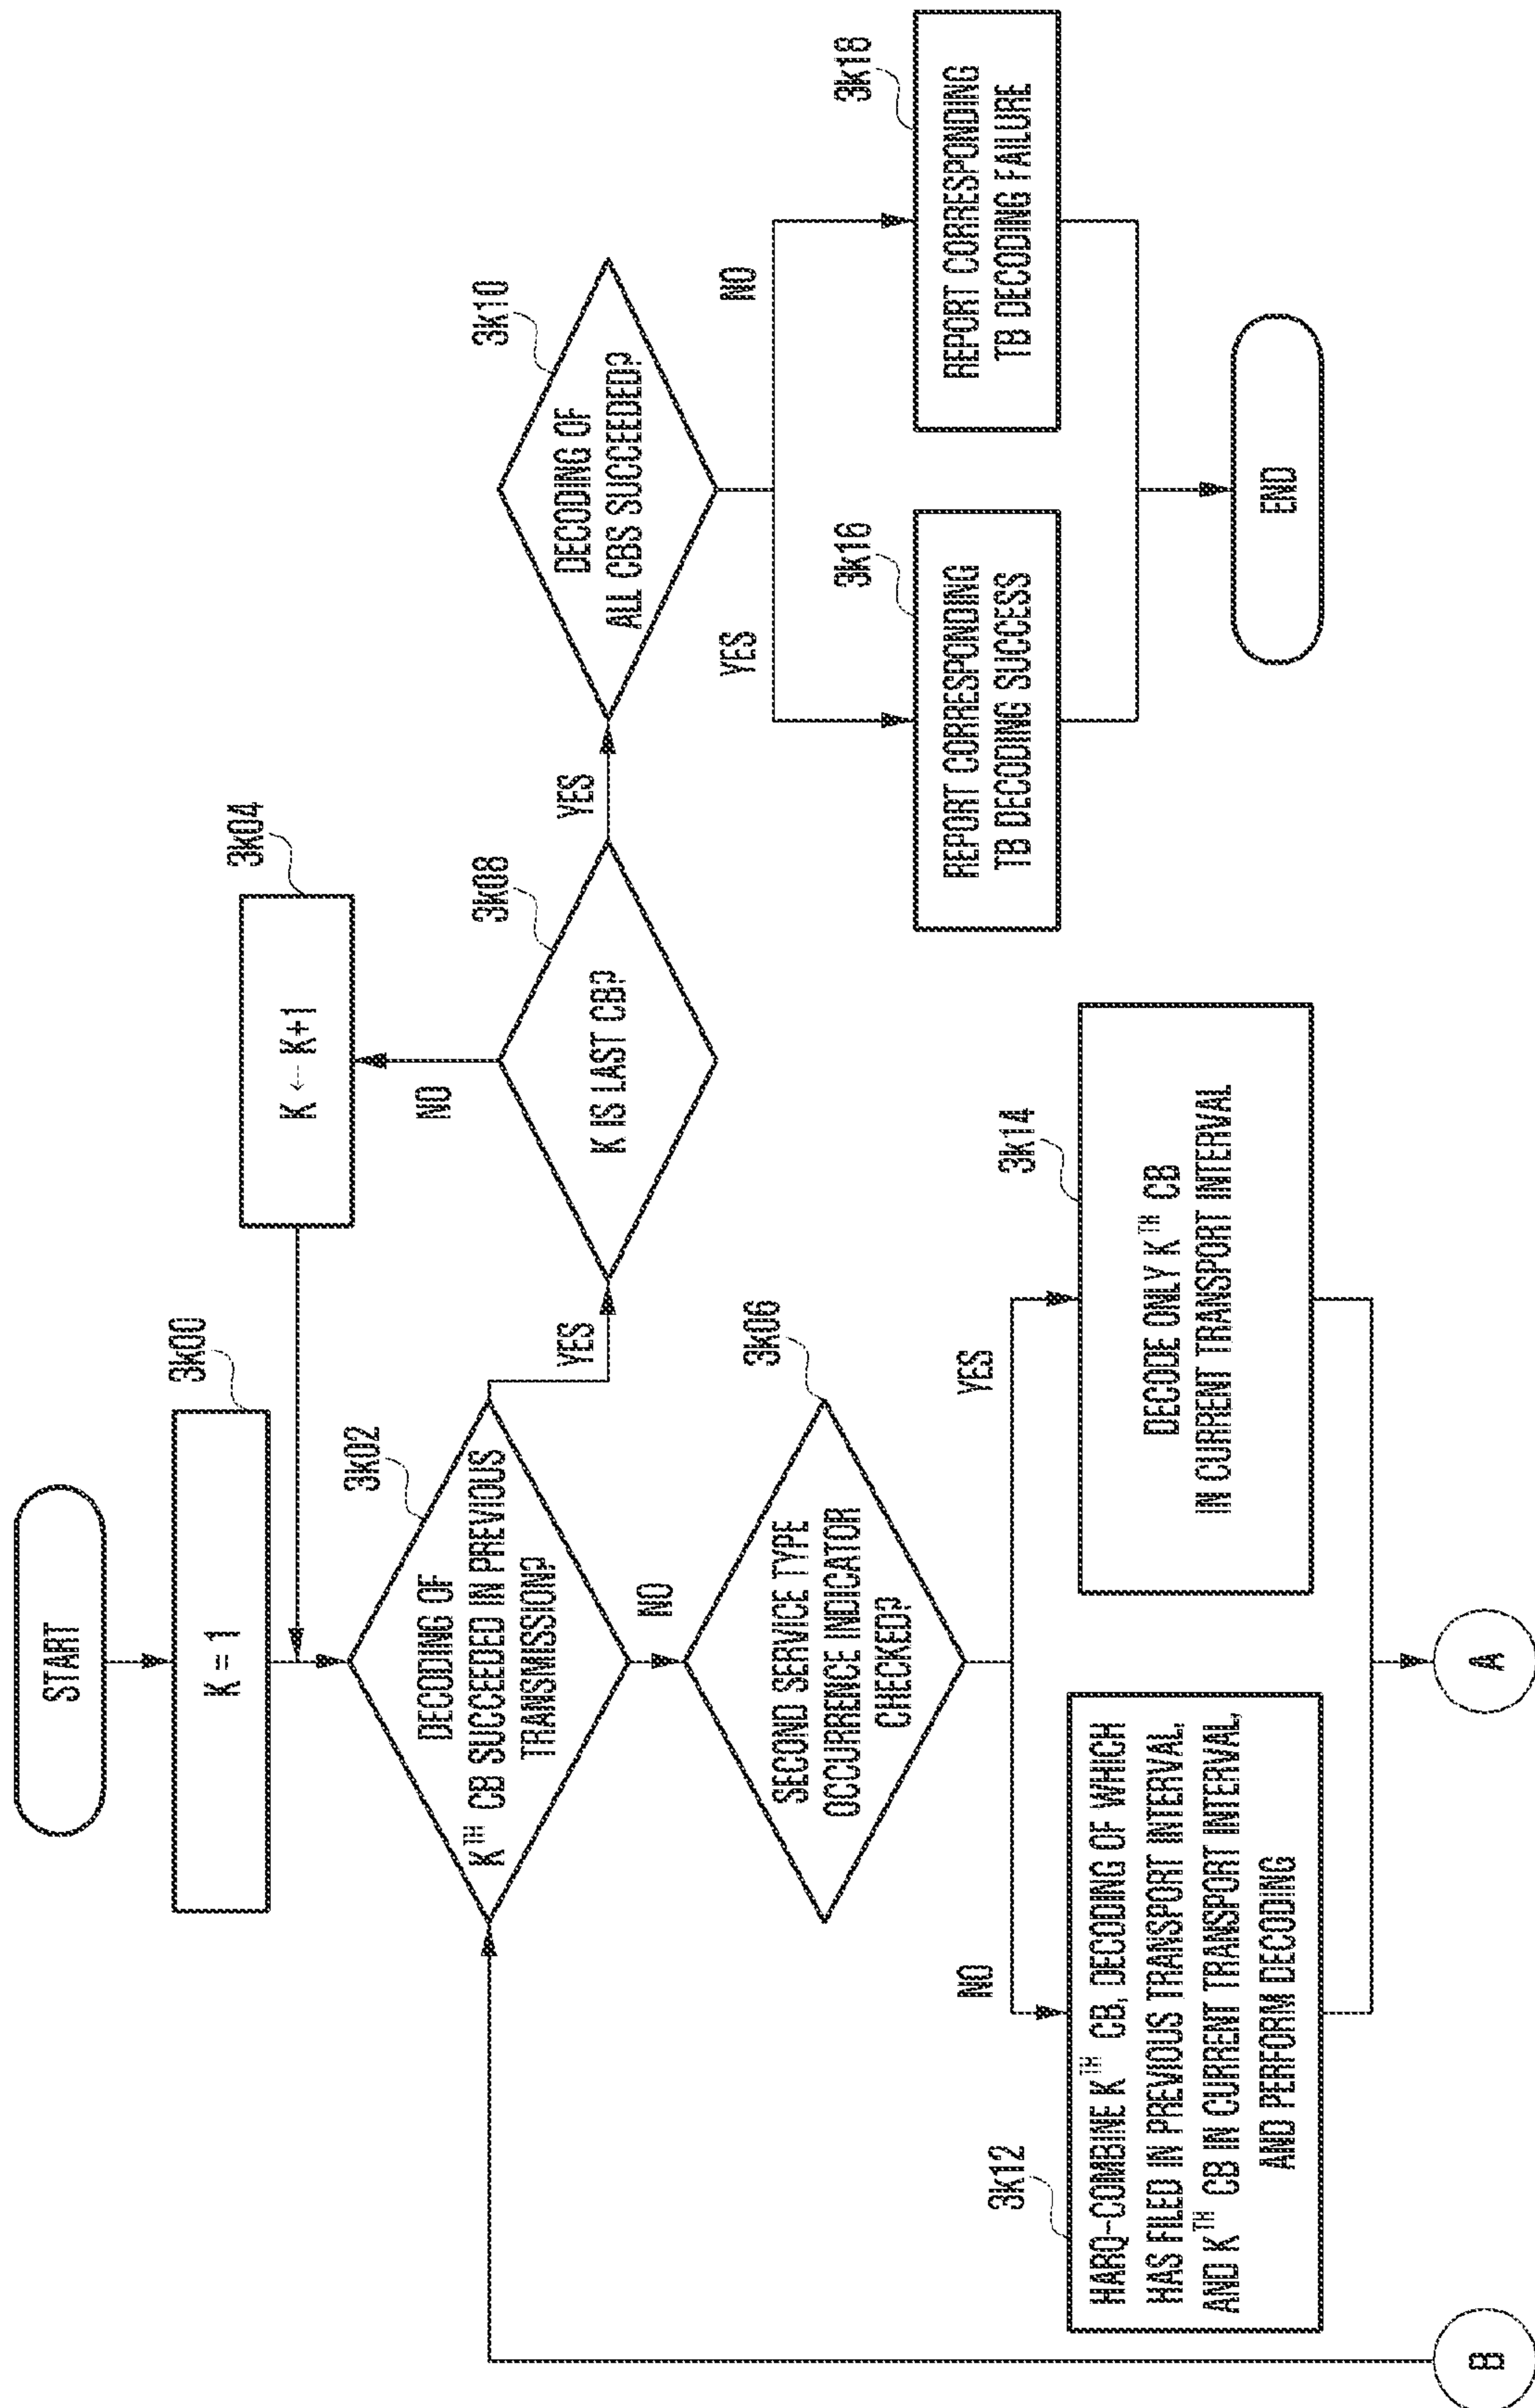 START
3k00
K = 1
3k04
K ← K+1
3k02
DECODING OF
Kᵀᴴ CB SUCCEEDED IN PREVIOUS
TRANSMISSION?
YES
NO
3k08
K IS LAST CB?
NO
YES
3k10
DECODING OF
ALL CBS SUCCEEDED?
YES
NO
3k06
SECOND SERVICE TYPE
OCCURRENCE INDICATOR
CHECKED?
NO
YES
3k12
HARQ-COMBINE Kᵀᴴ CB, DECODING OF WHICH
HAS FILED IN PREVIOUS TRANSPORT INTERVAL,
AND Kᵀᴴ CB IN CURRENT TRANSPORT INTERVAL,
AND PERFORM DECODING
3k14
DECODE ONLY Kᵀᴴ CB
IN CURRENT TRANSPORT INTERVAL
3k16
REPORT CORRESPONDING
TB DECODING SUCCESS
3k18
REPORT CORRESPONDING
TB DECODING FAILURE
END
B
A